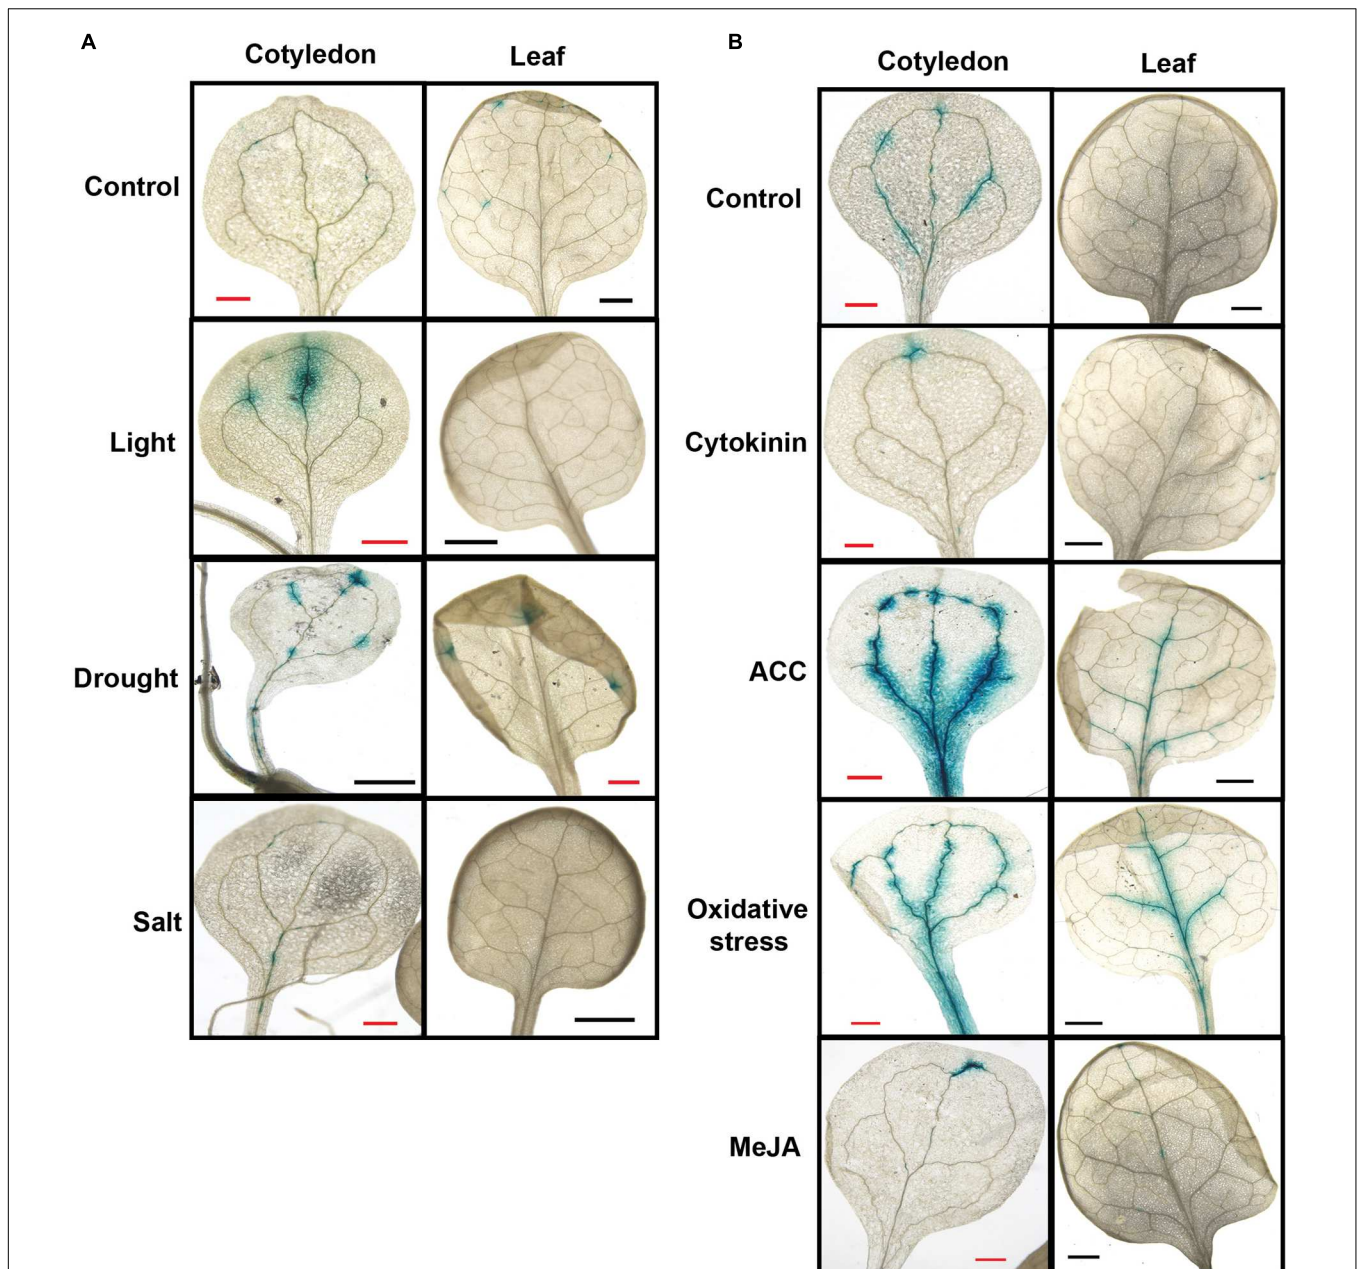 A
Cotyledon
Leaf
Control
Light
Drought
Salt
B
Cotyledon
Leaf
Control
Cytokinin
ACC
Oxidative
stress
MeJA